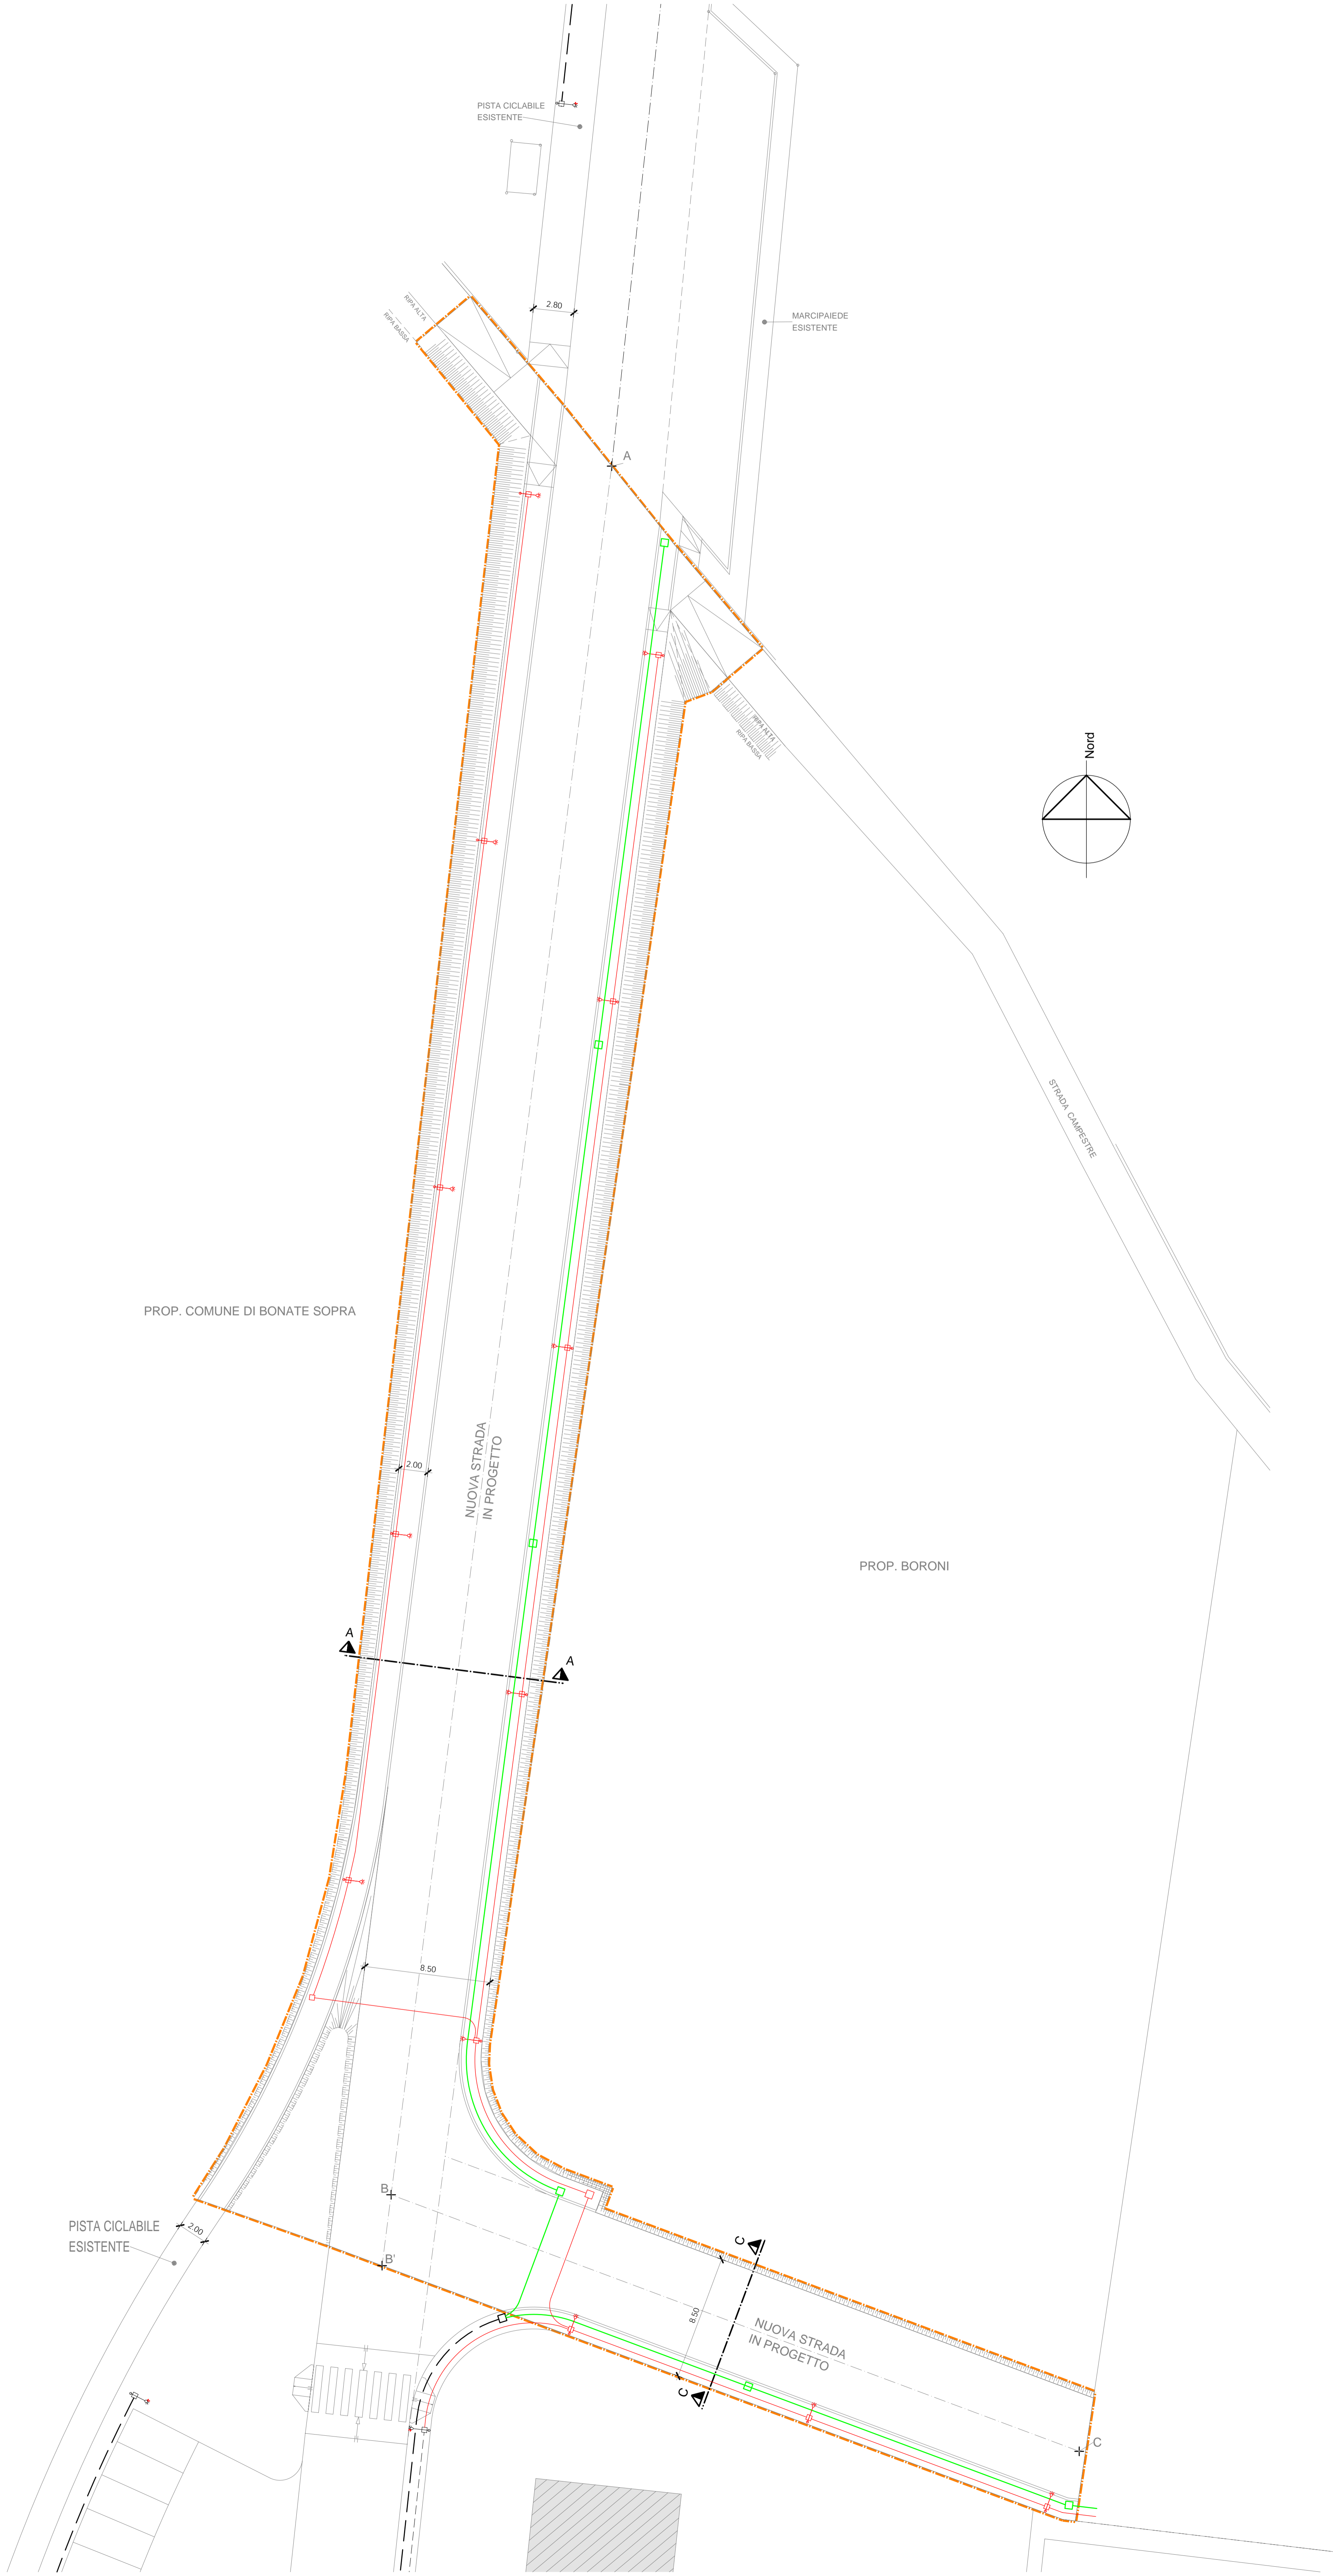 PISTA CICLABILE
ESISTENTE
2.80
RIPA ALTA
RIPA BASSA
MARCIPAIEDE
ESISTENTE
A
RIPA ALTA
RIPA BASSA
Nord
STRADA CAMPESTRE
PROP. COMUNE DI BONATE SOPRA
NUOVA STRADA
IN PROGETTO
2.00
PROP. BORONI
A
A
8.50
B
B'
PISTA CICLABILE
ESISTENTE
2.00
C
8.50
NUOVA STRADA
IN PROGETTO
C
C